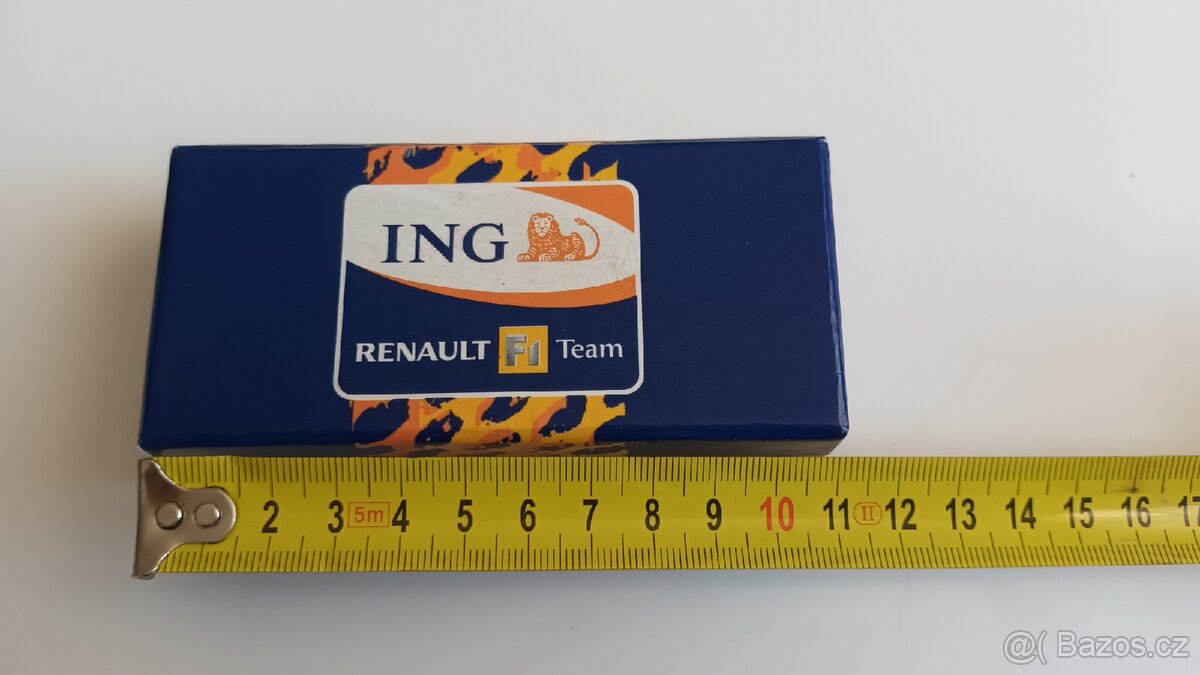 ING
RENAULT F1 Team
2 3 5m 4 5 6 7 8 9 10 11 II 12 13 14 15 16 17
@( Bazos.cz